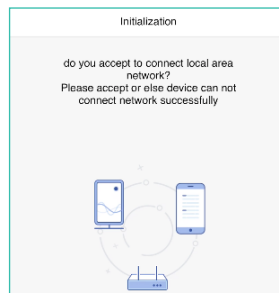 Initialization
do you accept to connect local area
network?
Please accept or else device can not
connect network successfully